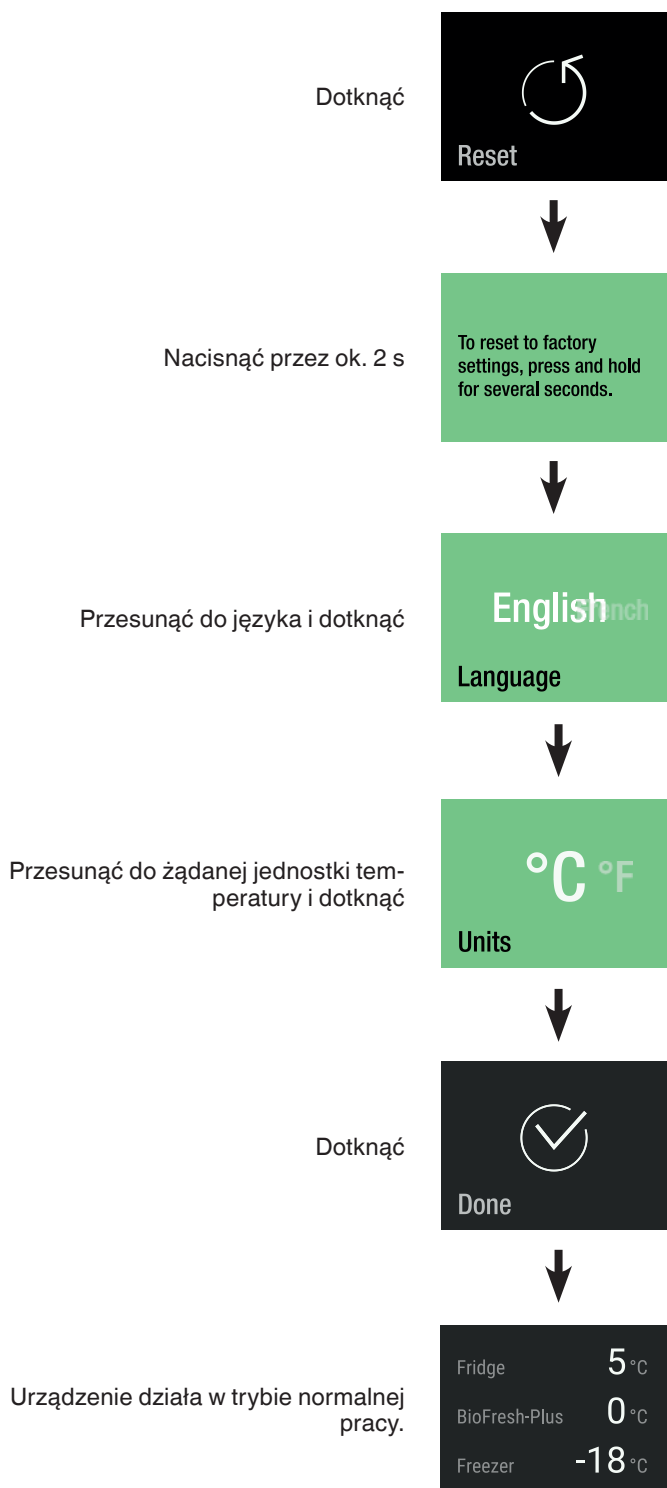 Dotknąć
Reset
Nacisnąć przez ok. 2 s
To reset to factory
settings, press and hold
for several seconds.
Przesunąć do języka i dotknąć
English French
Language
Przesunąć do żądanej jednostki tem-
peratury i dotknąć
°C °F
Units
Dotknąć
Done
Urządzenie działa w trybie normalnej
pracy.
Fridge 5 °C
BioFresh-Plus 0 °C
Freezer -18 °C